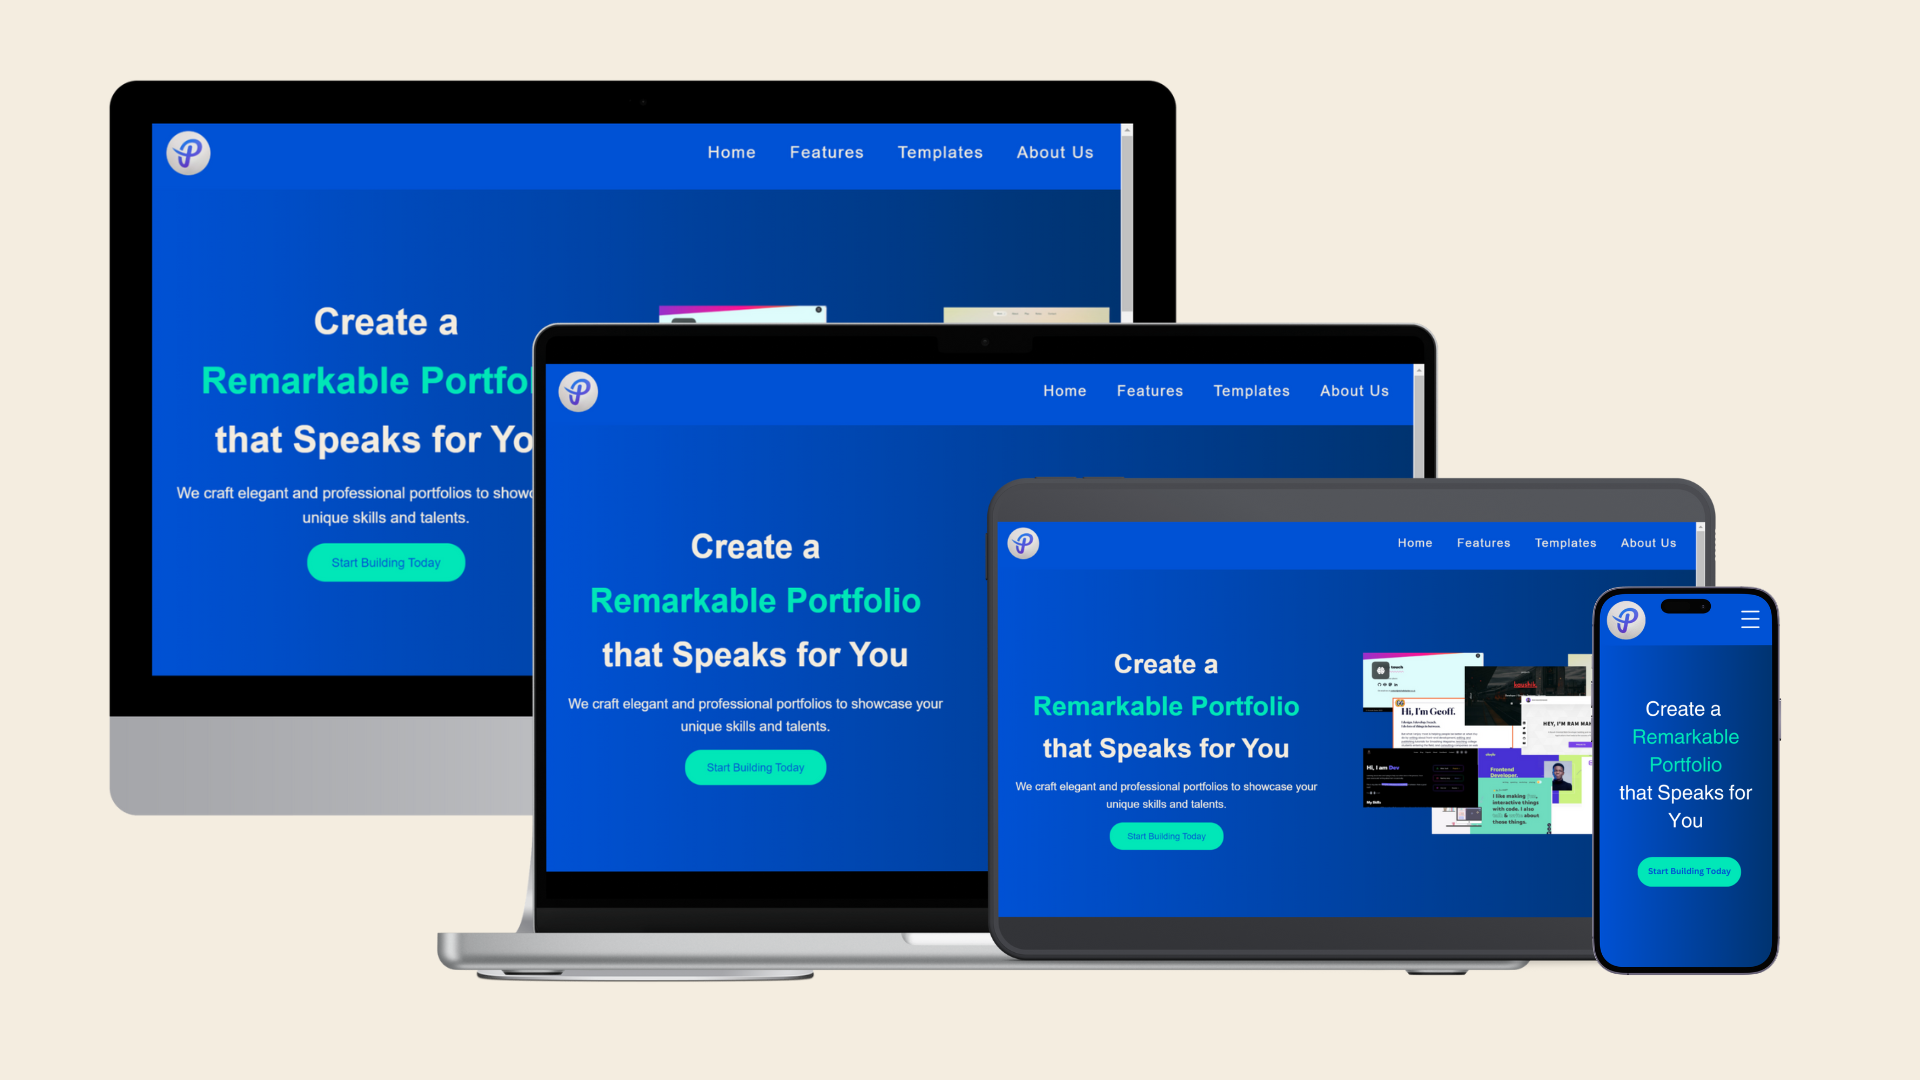 Home Features Templates About Us
Create a
Remarkable Portfol
that Speaks for Yo
We craft elegant and professional portfolios to show
unique skills and talents.
Start Building Today
Home Features Templates About Us
Create a
Remarkable Portfolio
that Speaks for You
We craft elegant and professional portfolios to showcase your
unique skills and talents.
Start Building Today
Home Features Templates About Us
Create a
Remarkable Portfolio
that Speaks for You
We craft elegant and professional portfolios to showcase your
unique skills and talents.
Start Building Today
kaushik
Hi, I'm Geoff.
HEY, I'M RAM MA
HI, I am Dev
My Skills
Frontend
Developer.
I like making
interactive things
with code. I also
about
those things.
Create a
Remarkable
Portfolio
that Speaks for
You
Start Building Today